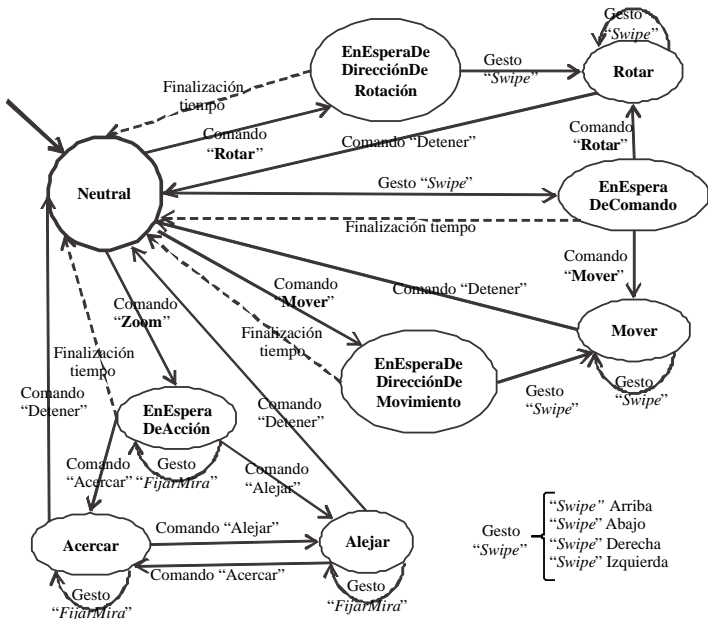 Gesto
“Swipe”
EnEsperaDe
DirecciónDe
Rotación
Gesto
“Swipe”
Rotar
Finalización
tiempo
Comando
“Rotar”
Comando “Detener”
Comando
“Rotar”
Neutral
Gesto “Swipe”
EnEspera
DeComando
Finalización tiempo
Comando
“Mover”
Comando
“Mover”
Comando “Detener”
Comando
“Zoom”
Mover
Finalización
tiempo
Finalización
tiempo
EnEsperaDe
DirecciónDe
Movimiento
Gesto
“Swipe”
Gesto
“Swipe”
Comando
“Detener”
EnEspera
DeAcción
Comando
“Detener”
Comando
“Acercar”
Gesto
“FijarMira”
Comando
“Alejar”
Acercar
Comando “Alejar”
Alejar
Comando “Acercar”
Gesto
“FijarMira”
Gesto
“FijarMira”
Gesto
“Swipe”
“Swipe” Arriba
“Swipe” Abajo
“Swipe” Derecha
“Swipe” Izquierda